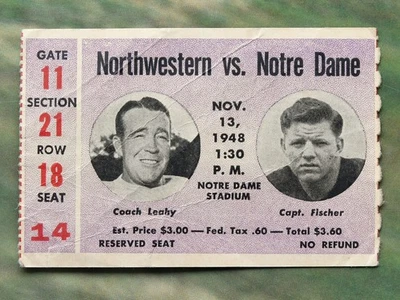 GATE
11
SECTION
21
ROW
18
SEAT
14
Northwestern vs. Notre Dame
NOV.
13,
1948
1:30
P. M.
NOTRE DAME
STADIUM
Coach Leahy
Capt. Fischer
Est. Price $3.00 — Fed. Tax .60 — Total $3.60
RESERVED SEAT
NO REFUND